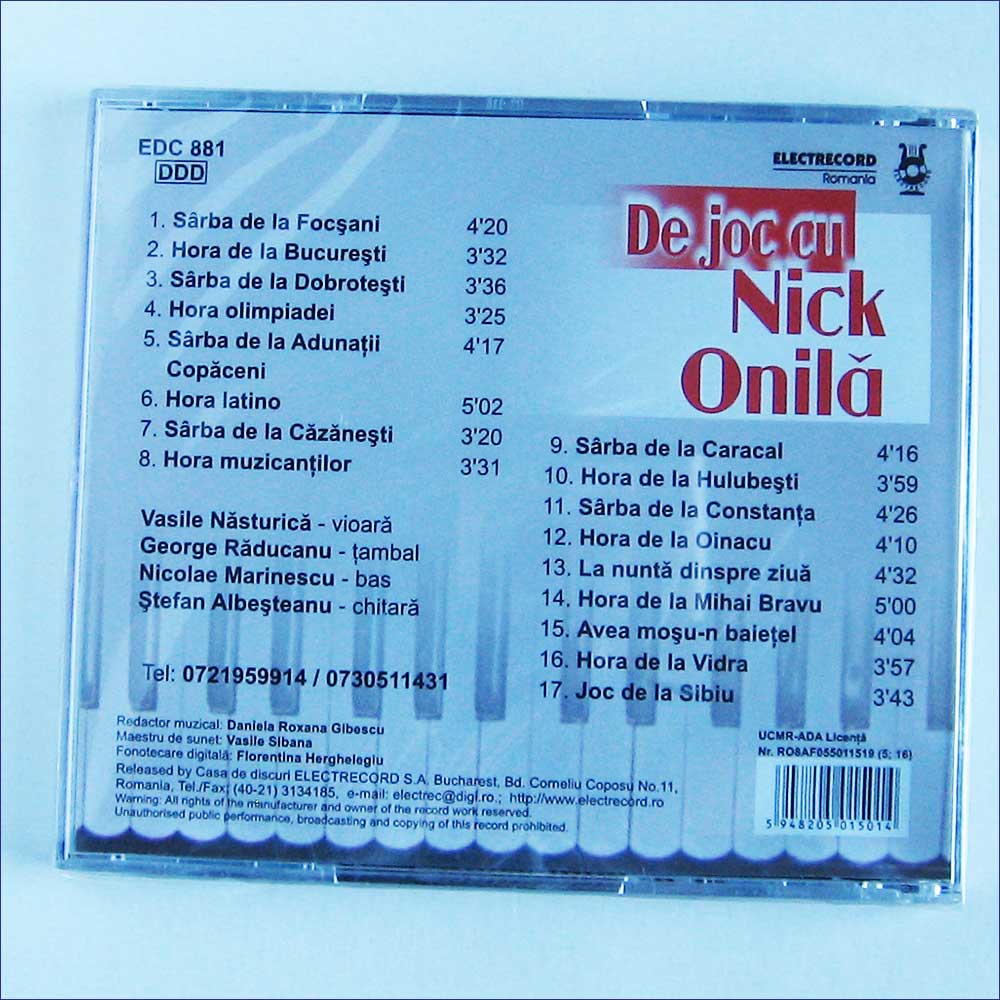 EDC 881
DDD
ELECTRECORD
Romania
De joc cu
Nick
Onilă
1. Sârba de la Focşani 4'20
2. Hora de la Bucureşti 3'32
3. Sârba de la Dobroteşti 3'36
4. Hora olimpiadei 3'25
5. Sârba de la Adunaţii 4'17
Copăceni
6. Hora latino 5'02
7. Sârba de la Căzăneşti 3'20
8. Hora muzicanţilor 3'31
9. Sârba de la Caracal 4'16
10. Hora de la Hulubeşti 3'59
11. Sârba de la Constanţa 4'26
12. Hora de la Oinacu 4'10
13. La nuntă dinspre ziuă 4'32
14. Hora de la Mihai Bravu 5'00
15. Avea moşu-n baieţel 4'04
16. Hora de la Vidra 3'57
17. Joc de la Sibiu 3'43
Vasile Năsturică - vioară
George Răducanu - ţambal
Nicolae Marinescu - bas
Ştefan Albeşteanu - chitară
Tel: 0721959914 / 0730511431
Redactor muzical: Daniela Roxana Gibescu
Maestru de sunet: Vasile Sibana
Fonotecare digitală: Florentina Herghelegiu
Released by Casa de discuri ELECTRECORD S.A. Bucharest, Bd. Corneliu Coposu No.11,
Romania, Tel./Fax; (40-21) 3134185, e-mail: electrec@digi.ro.; http://www.electrecord.ro
Warning: All rights of the manufacturer and owner of the record work reserved.
Unauthorised public performance, broadcasting and copying of this record prohibited.
UCMR-ADA Licenţă
Nr. RO8AF055011519 (5; 16)
5 948205 015014